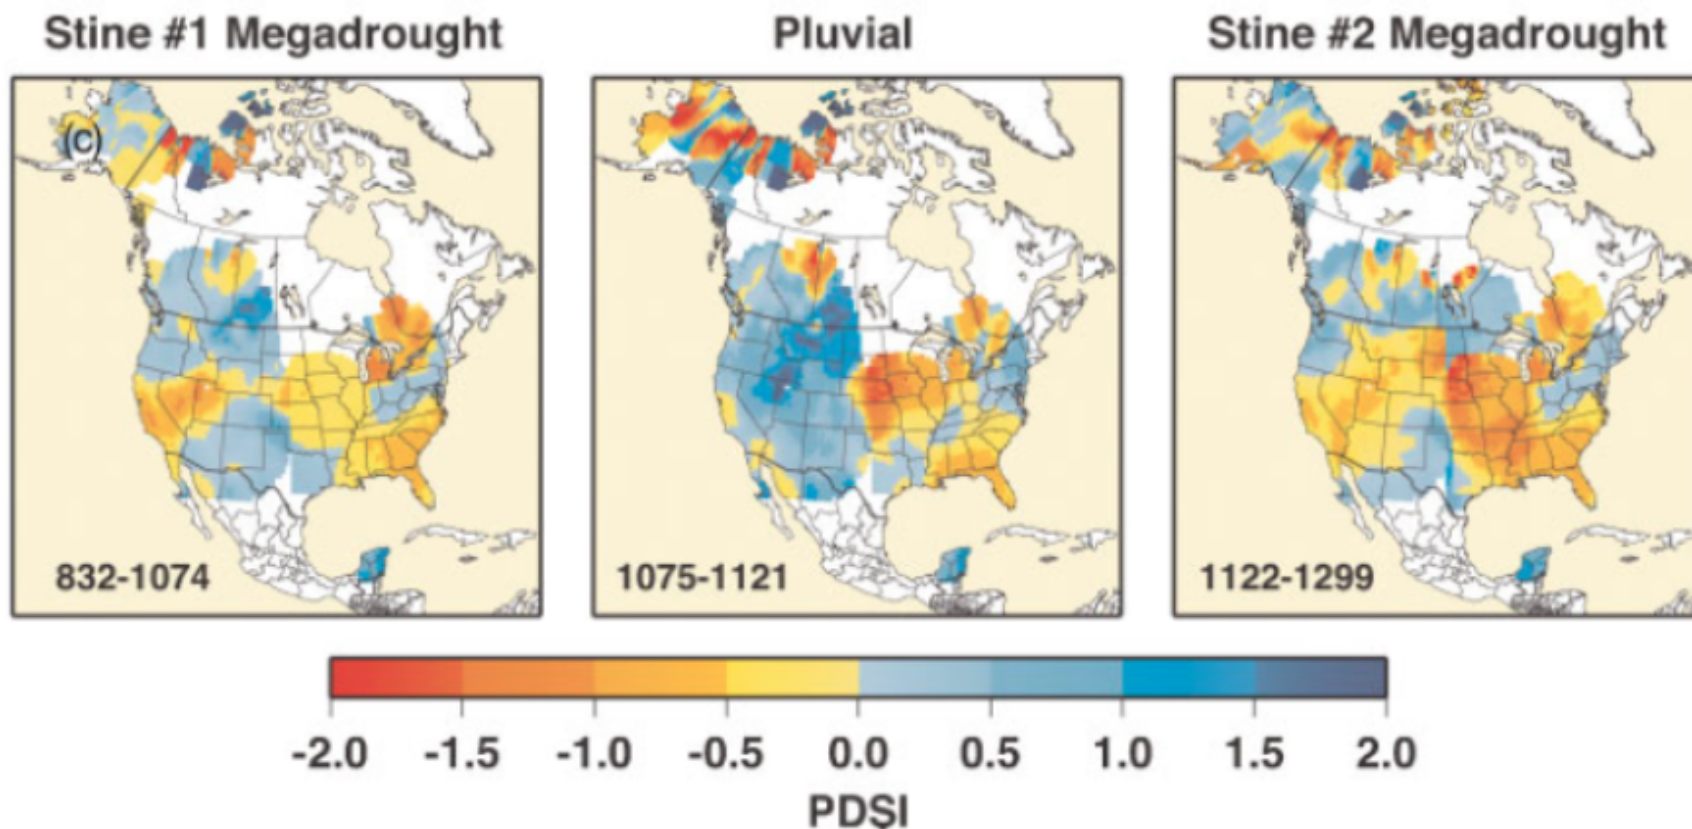 Stine #1 Megadrought
Pluvial
Stine #2 Megadrought
(c)
832-1074
1075-1121
1122-1299
-2.0 -1.5 -1.0 -0.5 0.0 0.5 1.0 1.5 2.0
PDSI